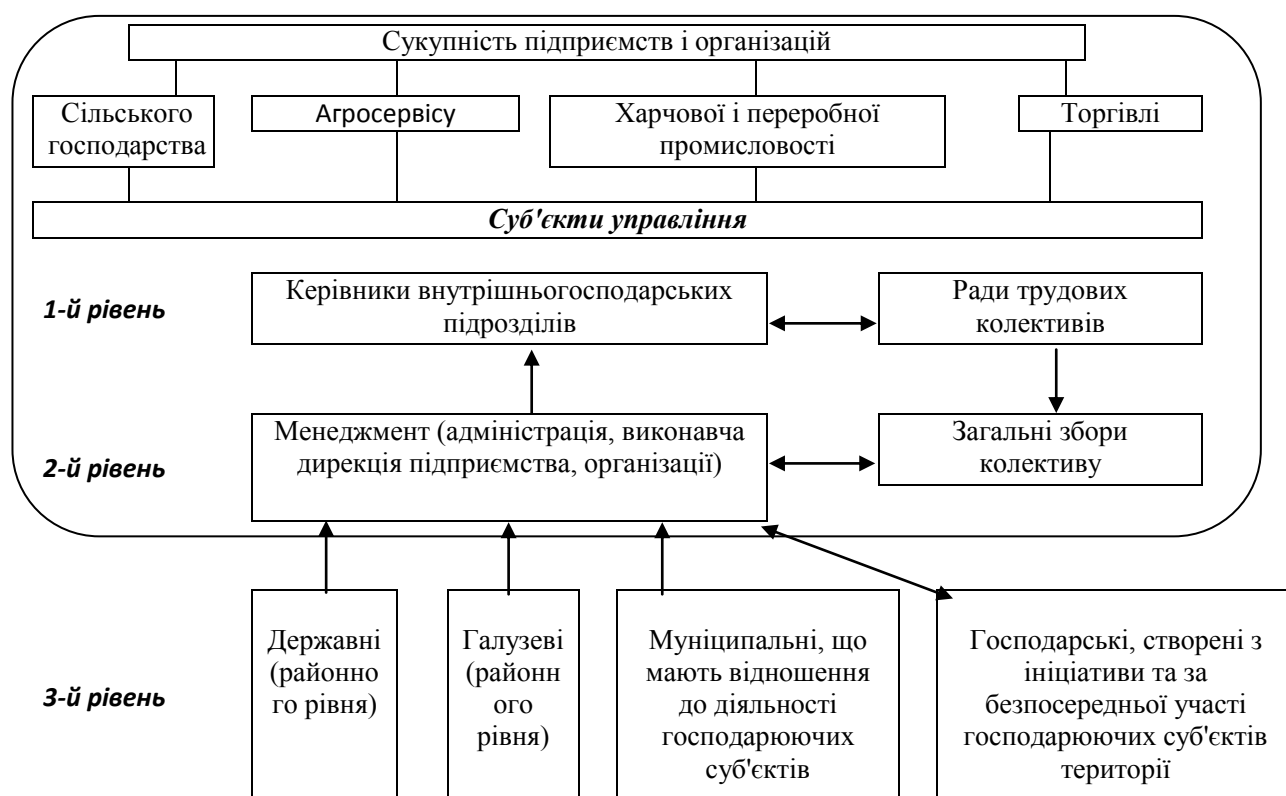 Сукупність підприємств і організацій
Сільського
господарства
Агросервісу
Харчової і переробної
промисловості
Торгівлі
Суб'єкти управління
1-й рівень
Керівники внутрішньогосподарських
підрозділів
Ради трудових
колективів
2-й рівень
Менеджмент (адміністрація, виконавча
дирекція підприємства, організації)
Загальні збори
колективу
3-й рівень
Державні
(районно
го рівня)
Галузеві
(районн
ого
рівня)
Муніципальні, що
мають відношення
до діяльності
господарюючих
суб'єктів
Господарські, створені з
ініціативи та за
безпосередньої участі
господарюючих суб'єктів
території